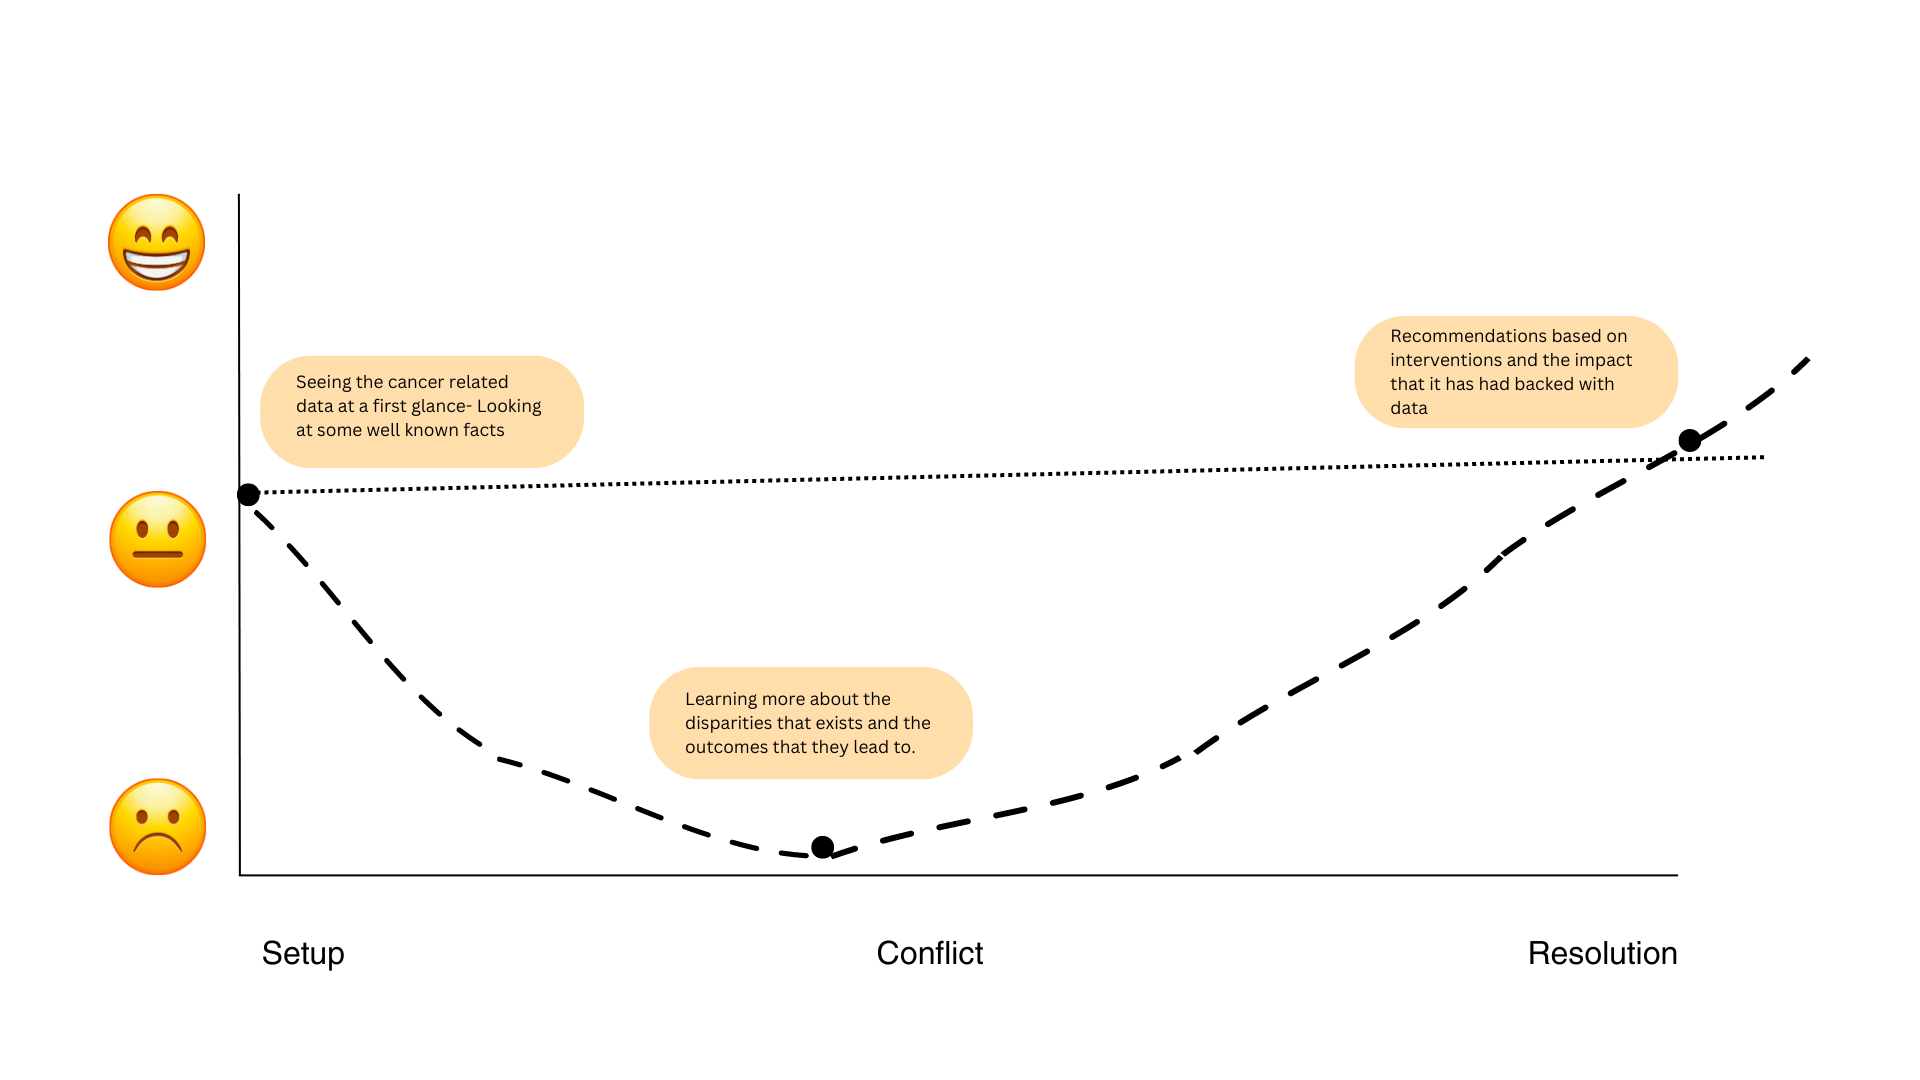 Seeing the cancer related
data at a first glance- Looking
at some well known facts
Recommendations based on
interventions and the impact
that it has had backed with
data
Learning more about the
disparities that exists and the
outcomes that they lead to.
Setup
Conflict
Resolution